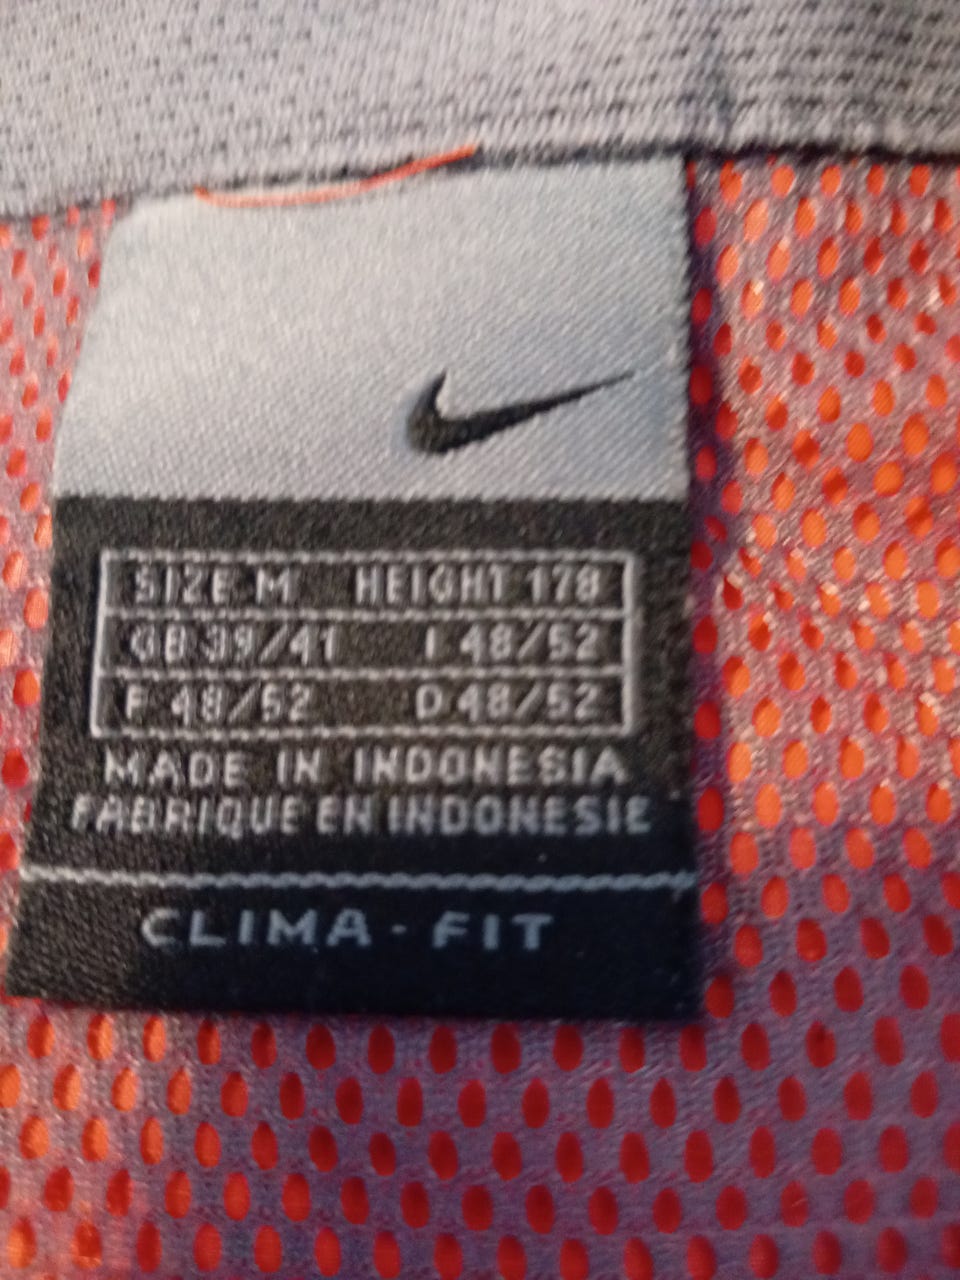 SIZE M HEIGHT 178
GB 39/41 I 48/52
F 48/52 D 48/52
MADE IN INDONESIA
FABRIQUE EN INDONESIE
CLIMA-FIT